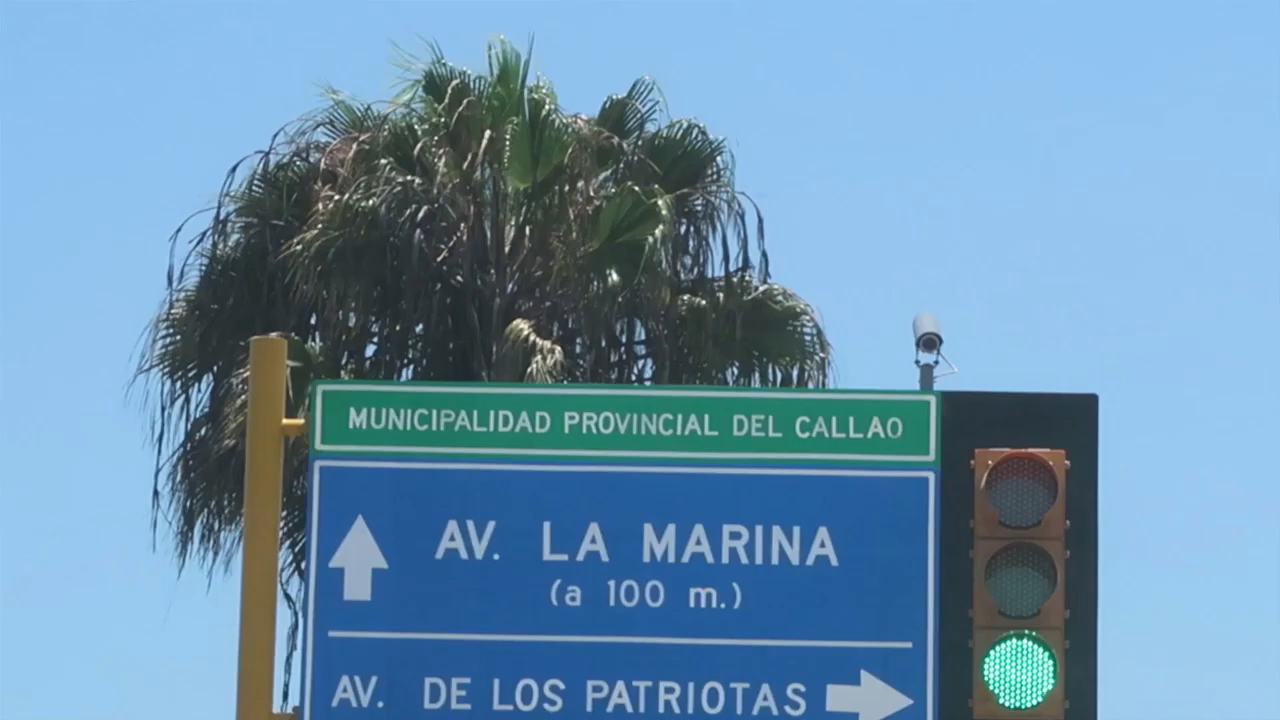 MUNICIPALIDAD PROVINCIAL DEL CALLAO
AV. LA MARINA
(a 100 m.)
AV. DE LOS PATRIOTAS